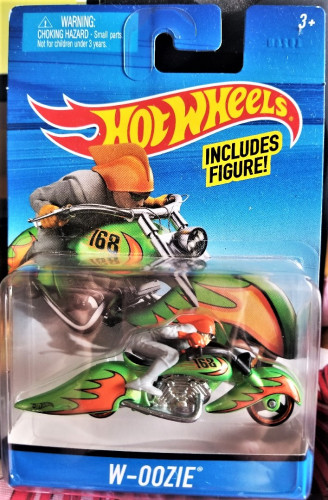 WARNING:
CHOKING HAZARD - Small parts
Not for children under 3 years.
3+
HOT WHEELS
INCLUDES
FIGURE!
168
168
W-OOZIE®